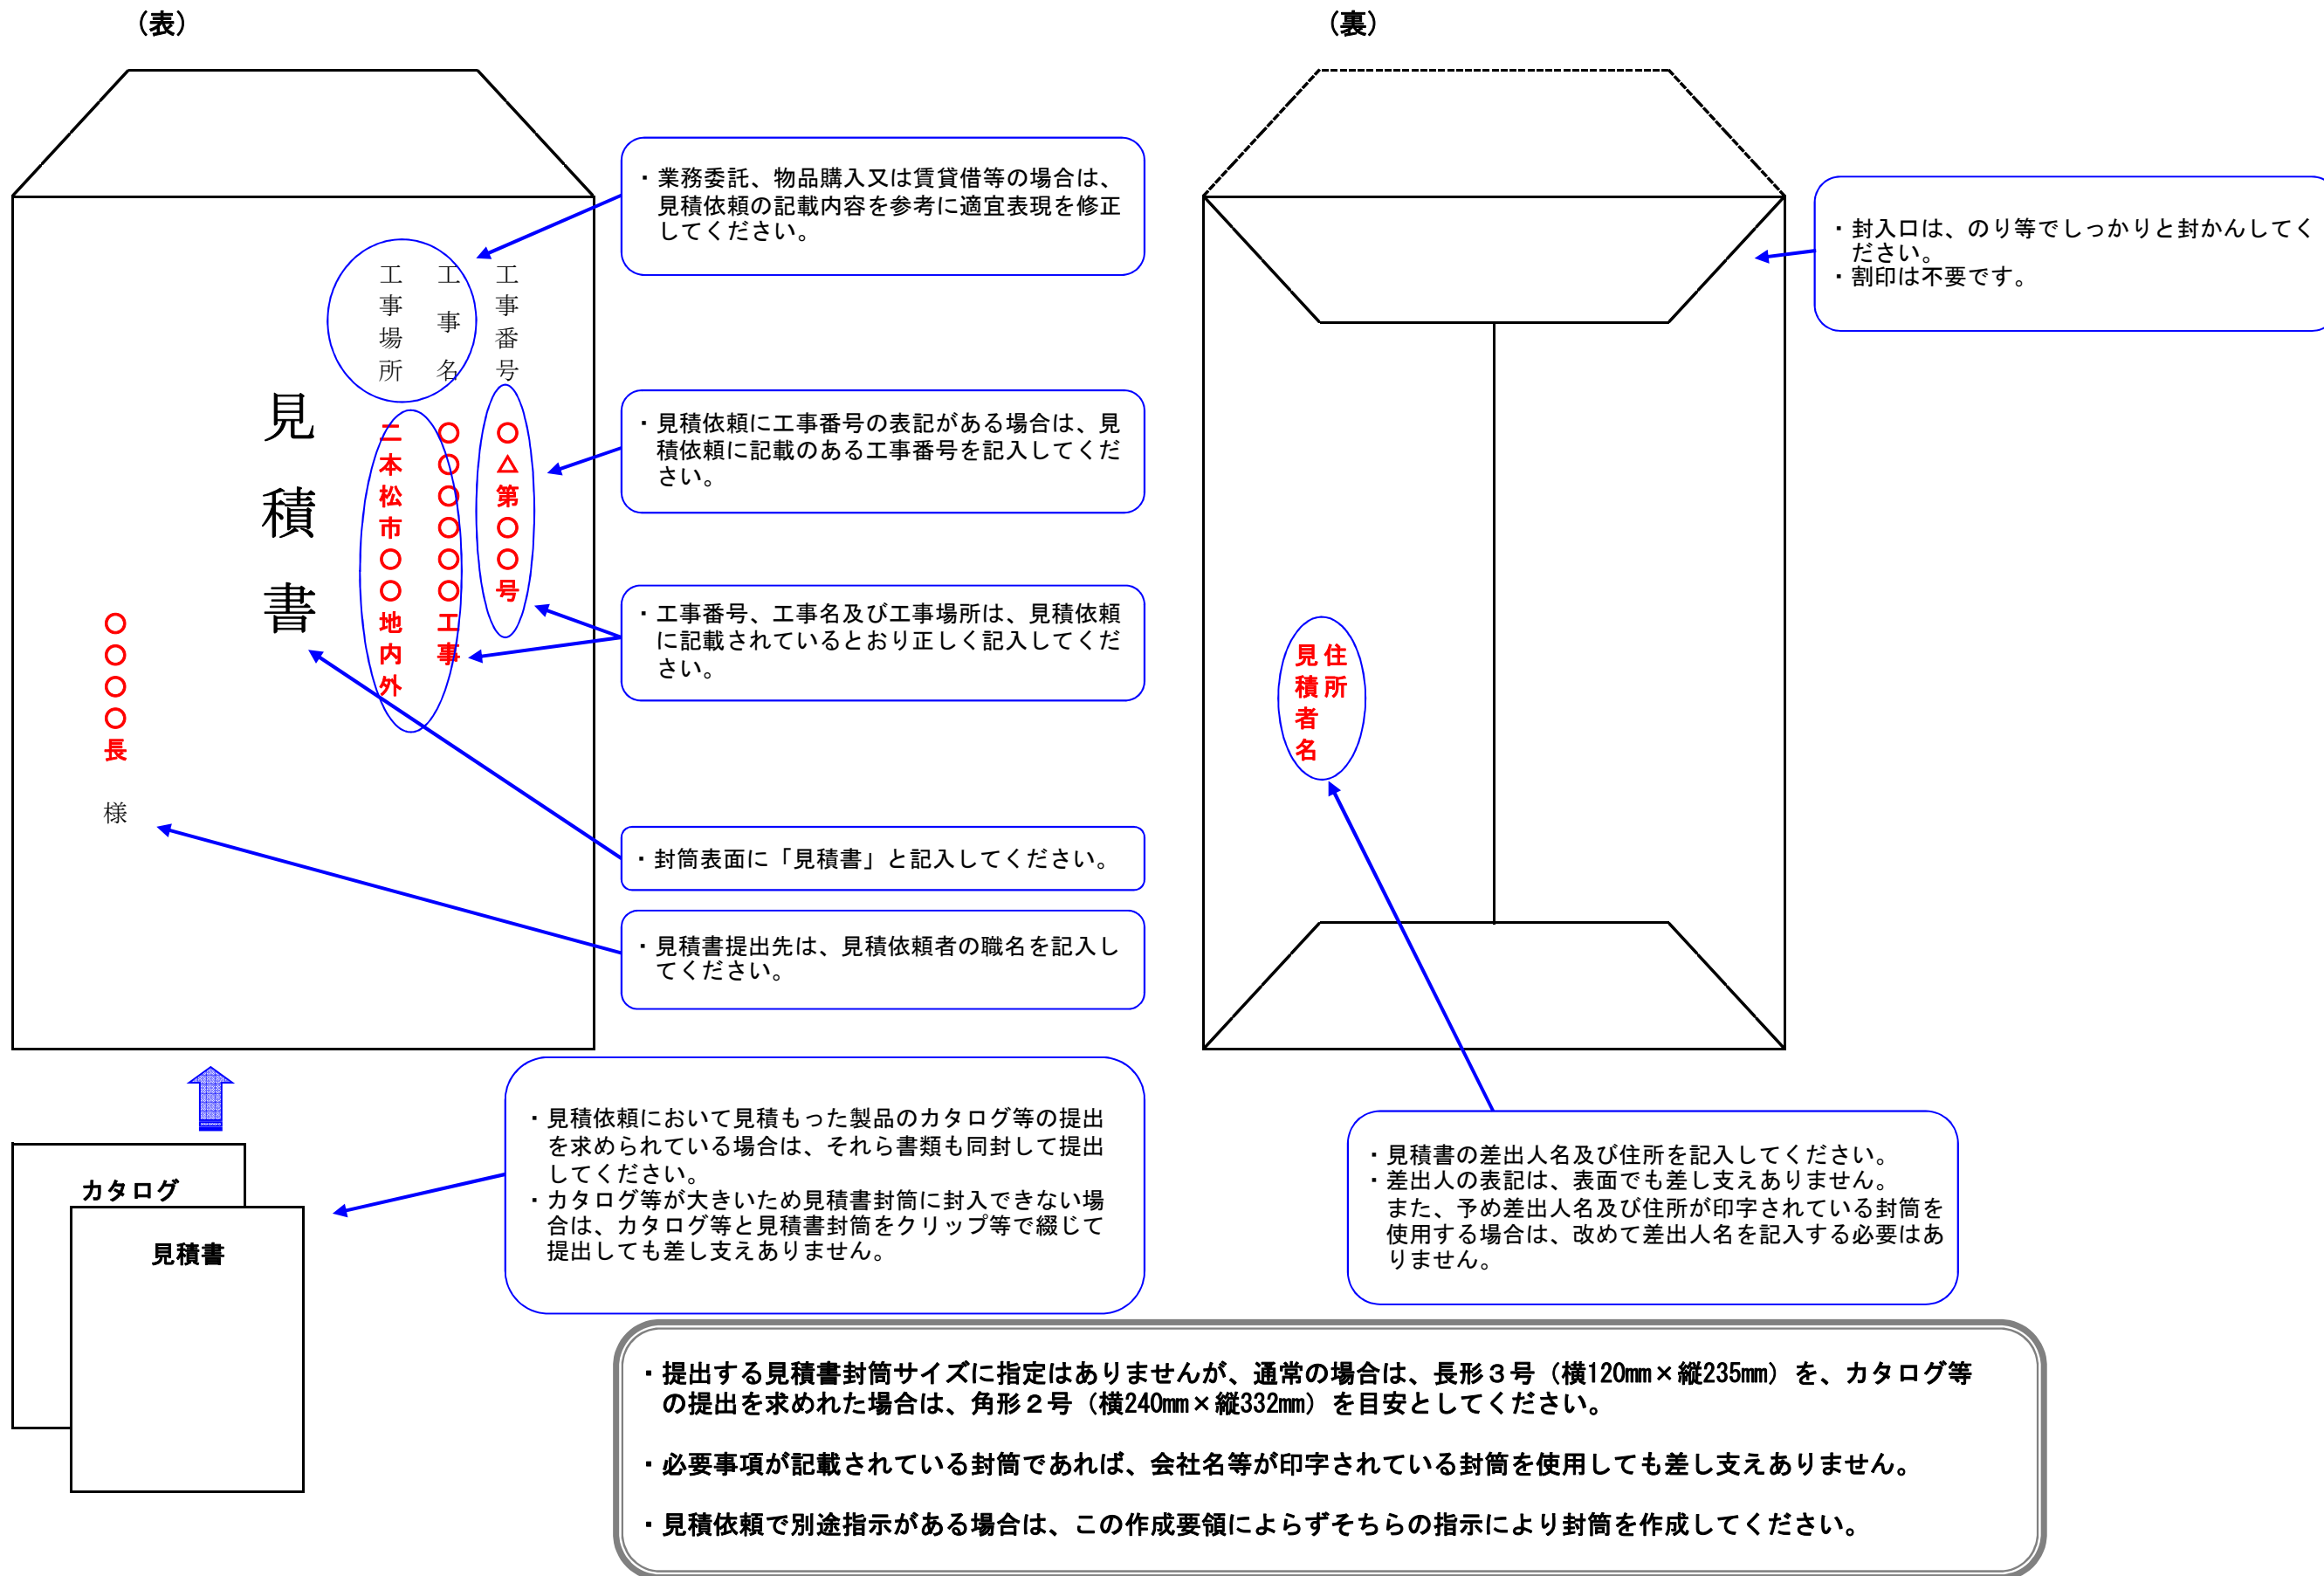 （表）
（裏）
工事番号　○△第○○号
工事名　○○○○○○工事
工事場所　二本松市○○地内外
見積書
○○○○長　様
・業務委託、物品購入又は賃貸借等の場合は、
見積依頼の記載内容を参考に適宜表現を修正
してください。
・見積依頼に工事番号の表記がある場合は、見
積依頼に記載のある工事番号を記入してくだ
さい。
・工事番号、工事名及び工事場所は、見積依頼
に記載されているとおり正しく記入してくだ
さい。
・封筒表面に「見積書」と記入してください。
・見積書提出先は、見積依頼者の職名を記入し
てください。
・封入口は、のり等でしっかりと封かんしてく
ださい。
・割印は不要です。
住所
見積者名
カタログ
見積書
・見積依頼において見積もった製品のカタログ等の提出
を求められている場合は、それら書類も同封して提出
してください。
・カタログ等が大きいため見積書封筒に封入できない場
合は、カタログ等と見積書封筒をクリップ等で綴じて
提出しても差し支えありません。
・見積書の差出人名及び住所を記入してください。
・差出人の表記は、表面でも差し支えありません。
また、予め差出人名及び住所が印字されている封筒を
使用する場合は、改めて差出人名を記入する必要はあ
りません。
・提出する見積書封筒サイズに指定はありませんが、通常の場合は、長形３号（横120mm×縦235mm）を、カタログ等
の提出を求めれた場合は、角形２号（横240mm×縦332mm）を目安としてください。
・必要事項が記載されている封筒であれば、会社名等が印字されている封筒を使用しても差し支えありません。
・見積依頼で別途指示がある場合は、この作成要領によらずそちらの指示により封筒を作成してください。